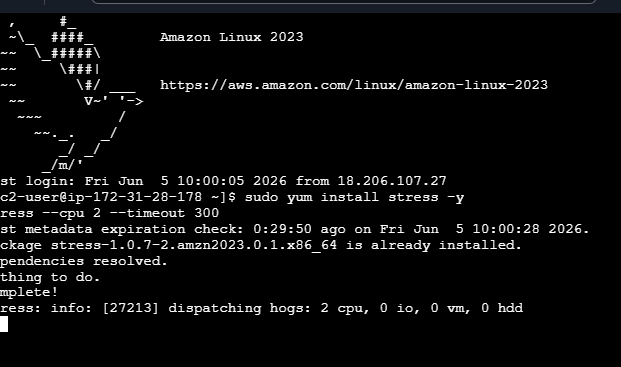 ,     #_
 ~\_  ####_        Amazon Linux 2023
~~  \_#####\
~~     \###|
~~       \#/ ___   https://aws.amazon.com/linux/amazon-linux-2023
 ~~       V~' '->
  ~~~         /
    ~~._.   _/
       _/ _/
     _/m/'
st login: Fri Jun  5 10:00:05 2026 from 18.206.107.27
c2-user@ip-172-31-28-178 ~]$ sudo yum install stress -y
ress --cpu 2 --timeout 300
st metadata expiration check: 0:29:50 ago on Fri Jun  5 10:00:28 2026.
ckage stress-1.0.7-2.amzn2023.0.1.x86_64 is already installed.
pendencies resolved.
thing to do.
mplete!
ress: info: [27213] dispatching hogs: 2 cpu, 0 io, 0 vm, 0 hdd